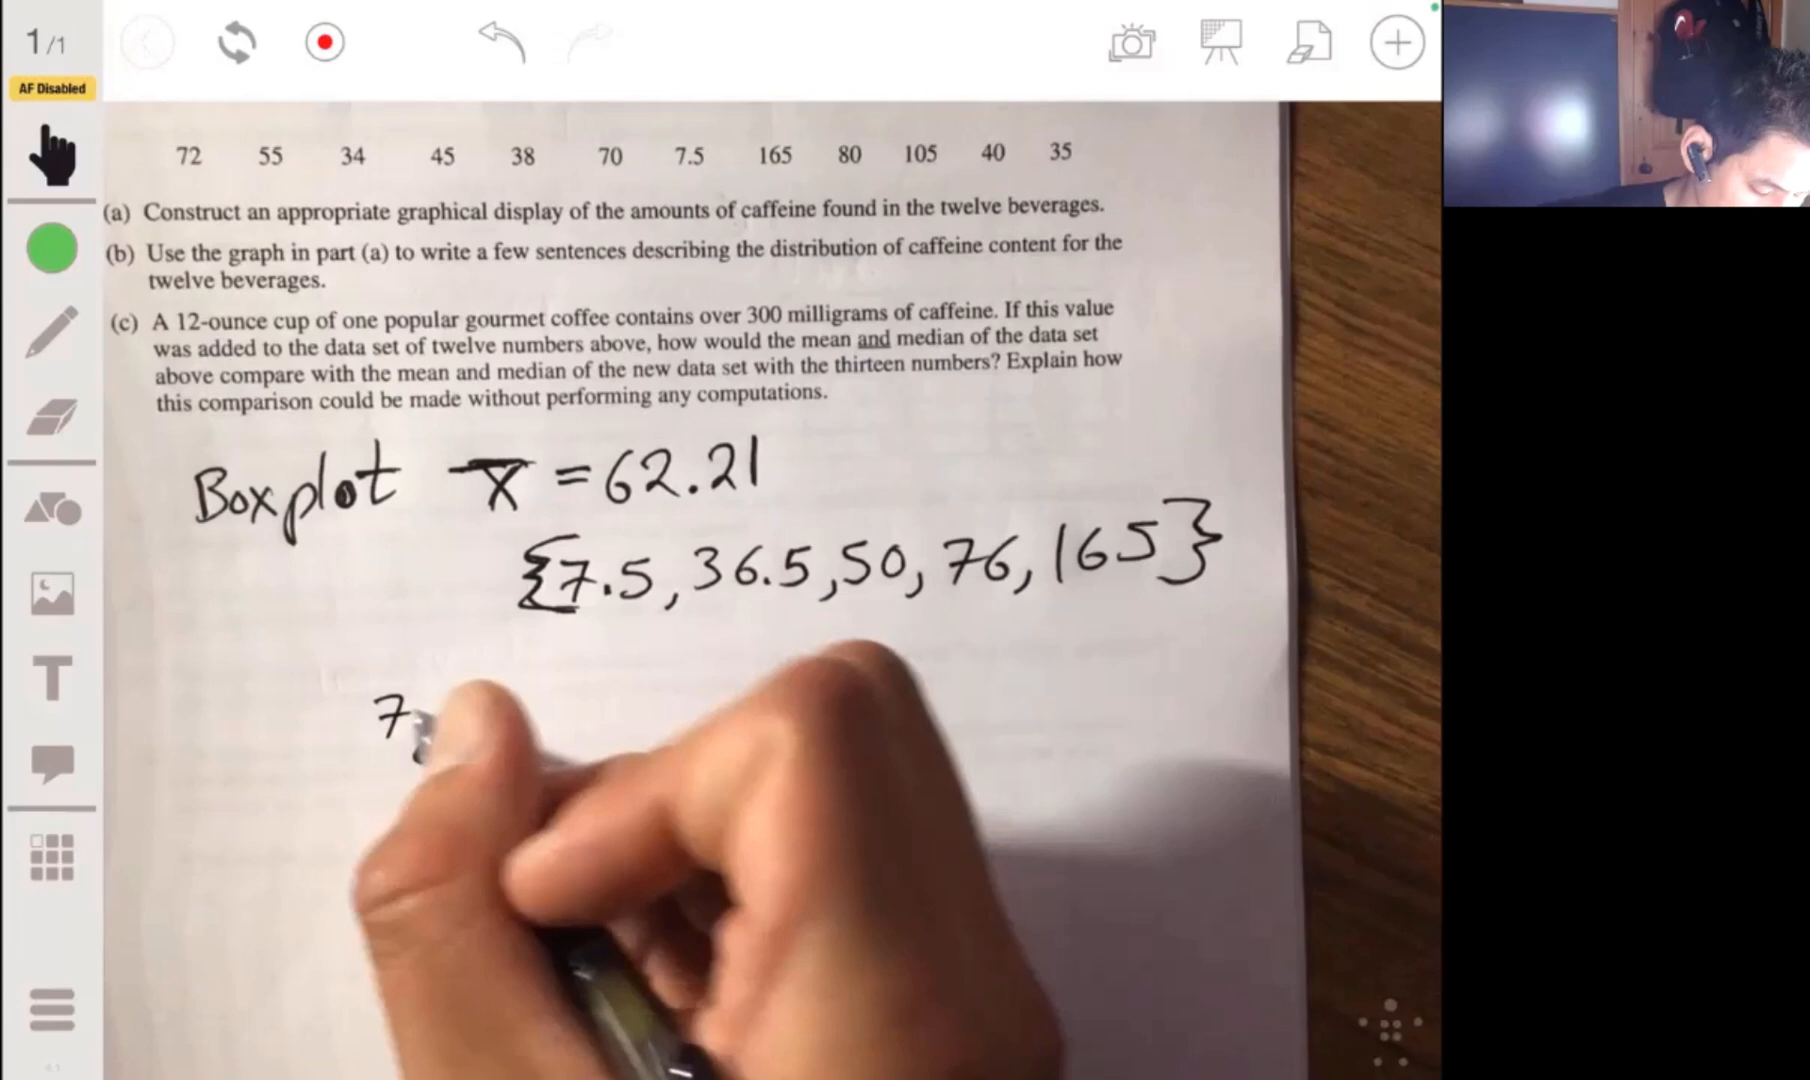 1/1
AF Disabled
72 55 34 45 38 70 7.5 165 80 105 40 35
(a) Construct an appropriate graphical display of the amounts of caffeine found in the twelve beverages.
(b) Use the graph in part (a) to write a few sentences describing the distribution of caffeine content for the
twelve beverages.
(c) A 12-ounce cup of one popular gourmet coffee contains over 300 milligrams of caffeine. If this value
was added to the data set of twelve numbers above, how would the mean and median of the data set
above compare with the mean and median of the new data set with the thirteen numbers? Explain how
this comparison could be made without performing any computations.
Boxplot x̄ = 62.21
{7.5, 36.5, 50, 76, 165}
7
T